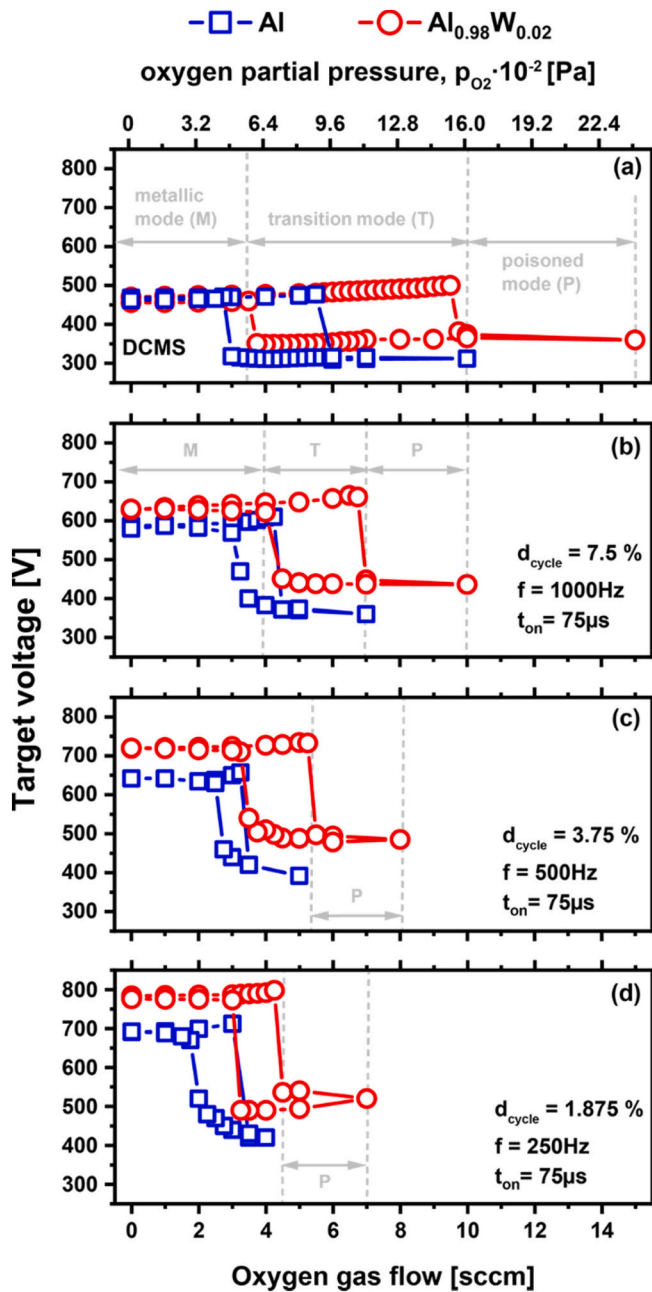 Al Al0.98W0.02
oxygen partial pressure, pO2·10-2 [Pa]
0 3.2 6.4 9.6 12.8 16.0 19.2 22.4
800
700
600
500
400
300
(a)
metallic
mode (M)
transition mode (T)
poisoned
mode (P)
DCMS
800
700
600
500
400
300
(b)
M T P
dcycle = 7.5 %
f = 1000Hz
ton = 75µs
Target voltage [V]
800
700
600
500
400
300
(c)
dcycle = 3.75 %
f = 500Hz
ton= 75µs
P
800
700
600
500
400
300
(d)
dcycle = 1.875 %
f = 250Hz
ton = 75µs
P
0 2 4 6 8 10 12 14
Oxygen gas flow [sccm]